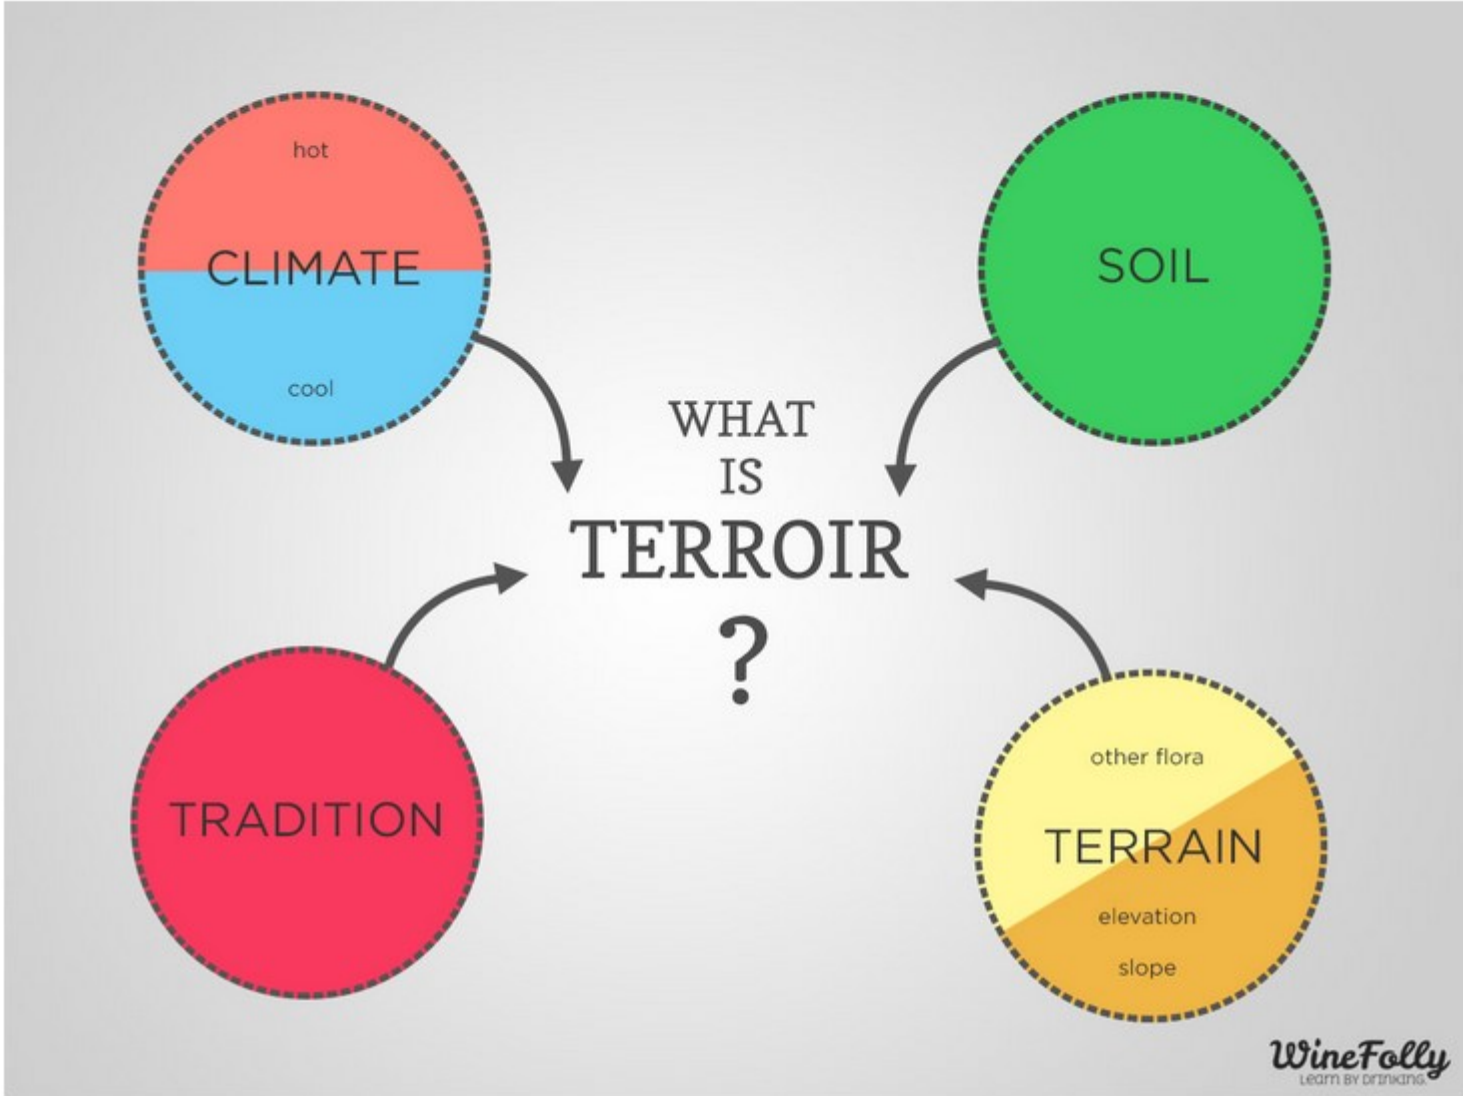 hot
CLIMATE
cool
SOIL
WHAT
IS
TERROIR
?
TRADITION
other flora
TERRAIN
elevation
slope
WineFolly
Learn by Drinking.